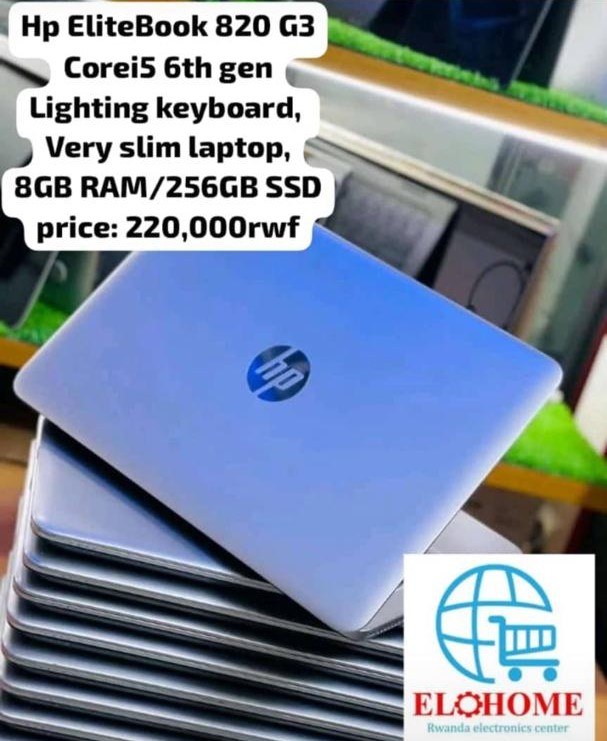 Hp EliteBook 820 G3
Corei5 6th gen
Lighting keyboard,
Very slim laptop,
8GB RAM/256GB SSD
price: 220,000rwf
hp
ELOHOME
Rwanda electronics center